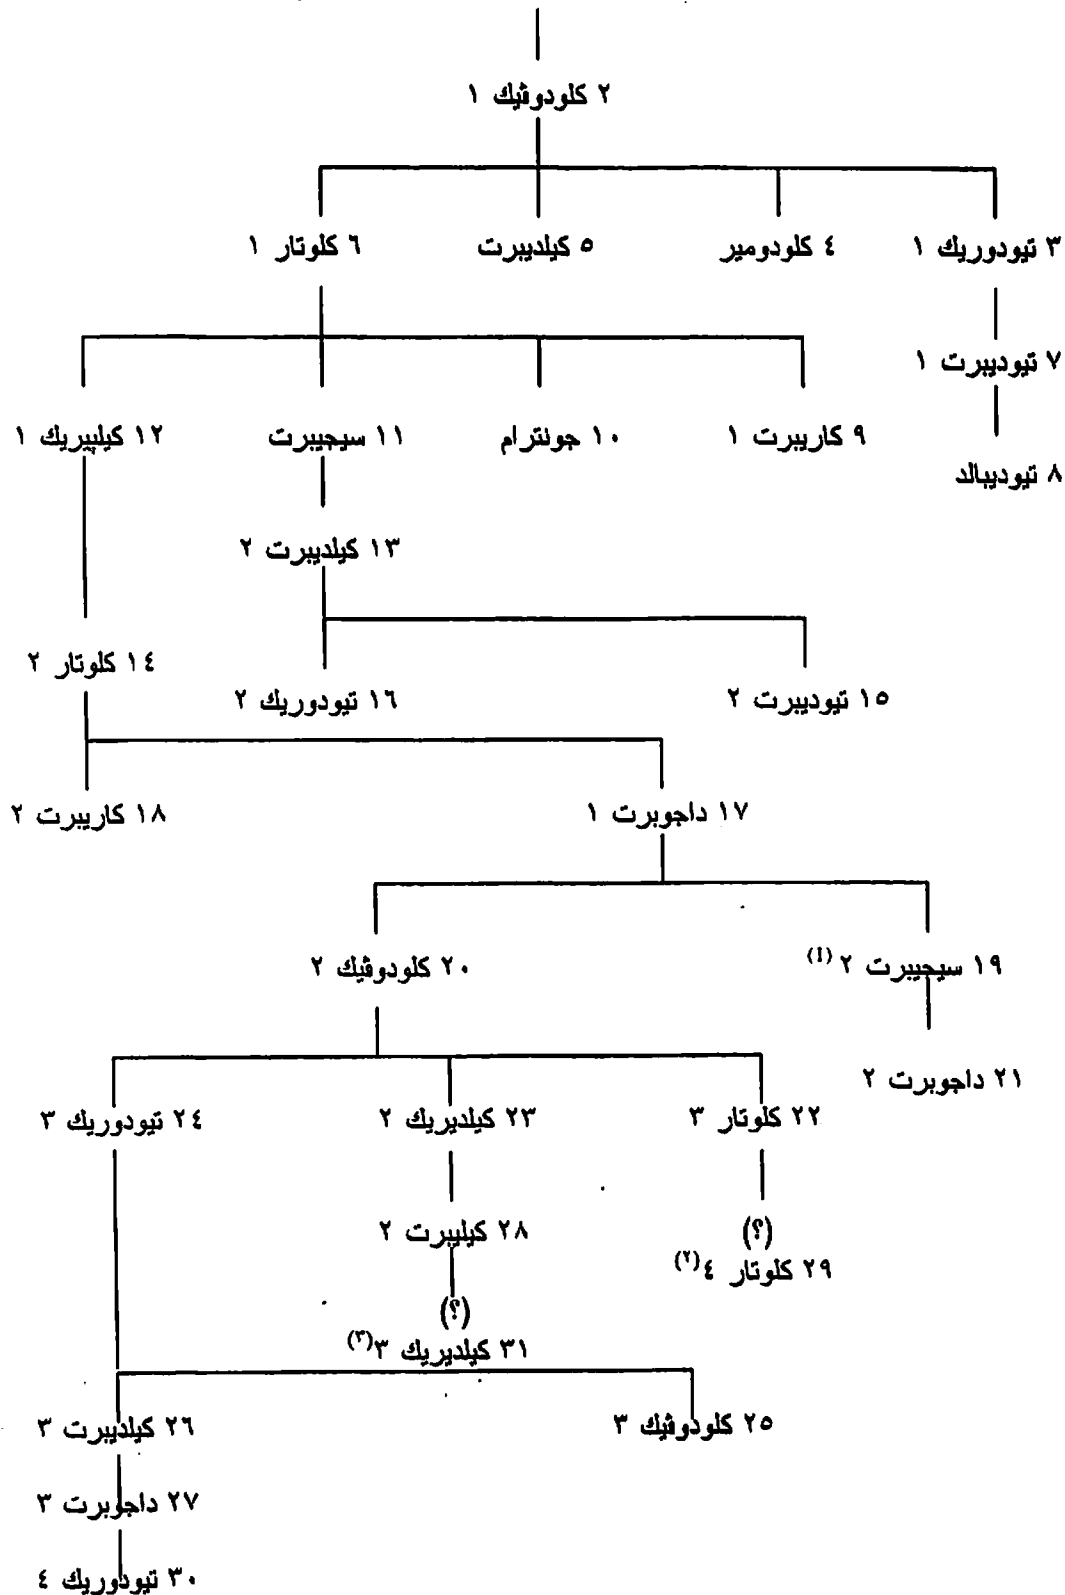 ٢ كلودوڤيك ١
٣ تيودوريك ١ ٤ كلودومير ٥ كيلديبرت ٦ كلوتار ١
٧ تيوديبرت ١
٩ كاريبرت ١ ١٠ جونترام ١١ سيجيبرت ١٢ كيلپيريك ١
٨ تيوديبالد
١٣ كيلديبرت ٢
١٤ كلوتار ٢
١٥ تيوديبرت ٢ ١٦ تيودوريك ٢
١٧ داجوبرت ١ ١٨ كاريبرت ٢
١٩ سيجيبرت ٢ (١) ٢٠ كلودوڤيك ٢
٢١ داجوبرت ٢
٢٢ كلوتار ٣ ٢٣ كيلديريك ٢ ٢٤ تيودوريك ٣
(؟) ٢٨ كيليبرت ٢
٢٩ كلوتار ٤ (٢)
(؟)
٣١ كيلديريك ٣ (٣)
٢٥ كلودوڤيك ٣ ٢٦ كيلديبرت ٣
٢٧ داجوبرت ٣
٣٠ تيودوريك ٤